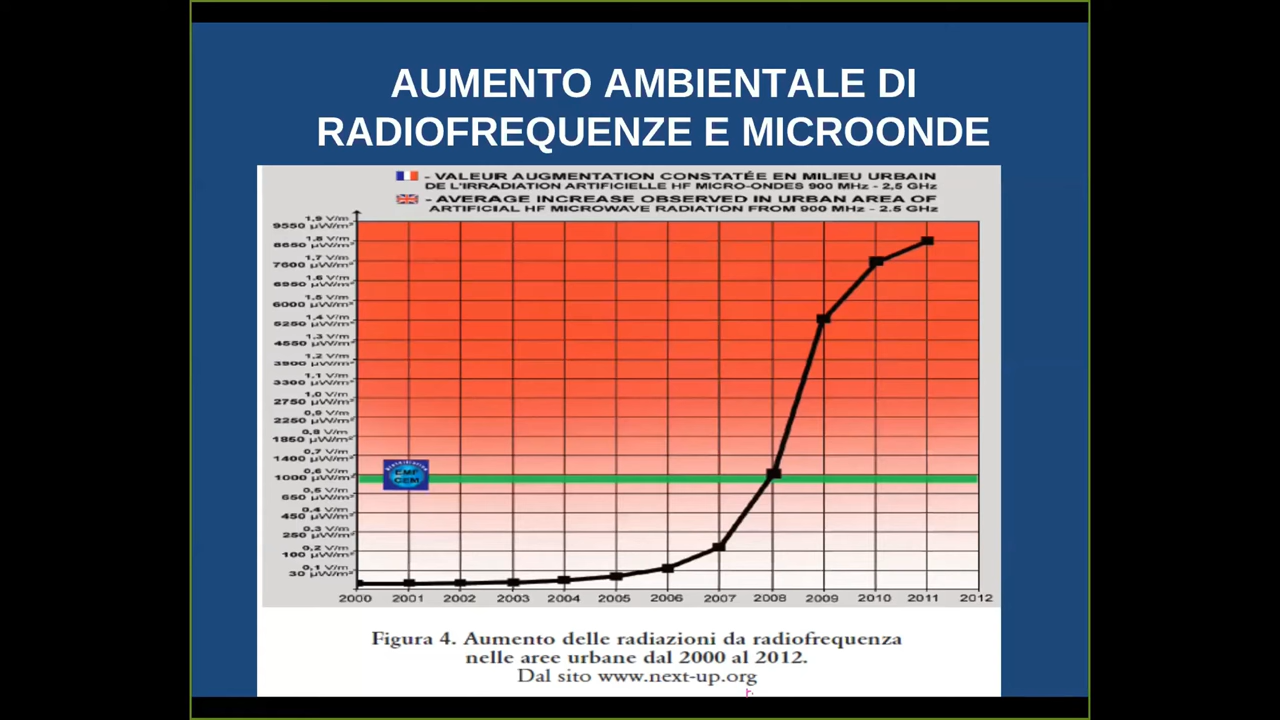 AUMENTO AMBIENTALE DI
RADIOFREQUENZE E MICROONDE
- VALEUR AUGMENTATION CONSTATÉE EN MILIEU URBAIN
DE L'IRRADIATION ARTIFICIELLE HF MICRO-ONDES 900 MHz - 2,5 GHz
- AVERAGE INCREASE OBSERVED IN URBAN AREA OF
ARTIFICIAL HF MICROWAVE RADIATION FROM 900 MHz - 2.5 GHz
1,9 V/m
9550 µW/m²
1,8 V/m
8650 µW/m²
1,7 V/m
7600 µW/m²
1,6 V/m
6950 µW/m²
1,5 V/m
6000 µW/m²
1,4 V/m
5250 µW/m²
1,3 V/m
4550 µW/m²
1,2 V/m
3900 µW/m²
1,1 V/m
3300 µW/m²
1,0 V/m
2750 µW/m²
0,9 V/m
2250 µW/m²
0,8 V/m
1850 µW/m²
0,7 V/m
1400 µW/m²
0,6 V/m
1000 µW/m²
0,5 V/m
650 µW/m²
0,4 V/m
450 µW/m²
0,3 V/m
250 µW/m²
0,2 V/m
100 µW/m²
0,1 V/m
30 µW/m²
EMF
CEM
2000 2001 2002 2003 2004 2005 2006 2007 2008 2009 2010 2011 2012
Figura 4. Aumento delle radiazioni da radiofrequenza
nelle aree urbane dal 2000 al 2012.
Dal sito www.next-up.org